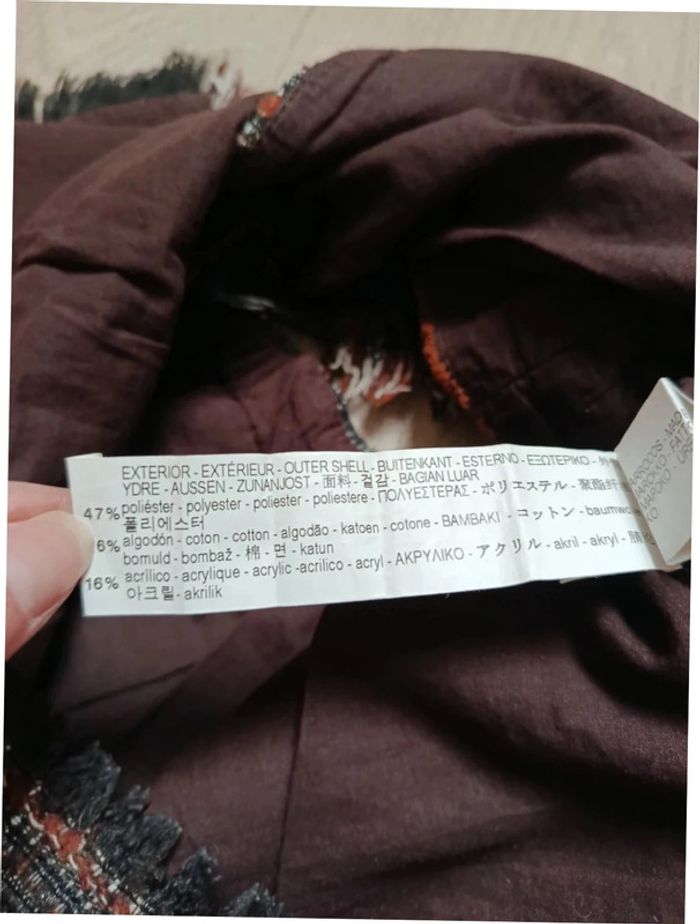 EXTERIOR - EXTÉRIEUR - OUTER SHELL - BUITENKANT - ESTERNO - ΕΞΩΤΕΡΙΚΟ -
YDRE - AUSSEN - ZUNANJOST - 面料 - 겉감 - BAGIAN LUAR
47% poliéster - polyester - poliester - poliestere - ΠΟΛΥΕΣΤΕΡΑΣ - ポリエステル - 聚酯纤
폴리에스터
6% algodón - coton - cotton - algodão - katoen - cotone - ΒΑΜΒΑΚΙ - コットン - baumwo
bomuld - bombaž - 棉 - 면 - katun
16% acrílico - acrylique - acrylic -acrílico - acryl - ΑΚΡΥΛΙΚΟ - アクリル - akril - akryl -
아크릴 - akrilik